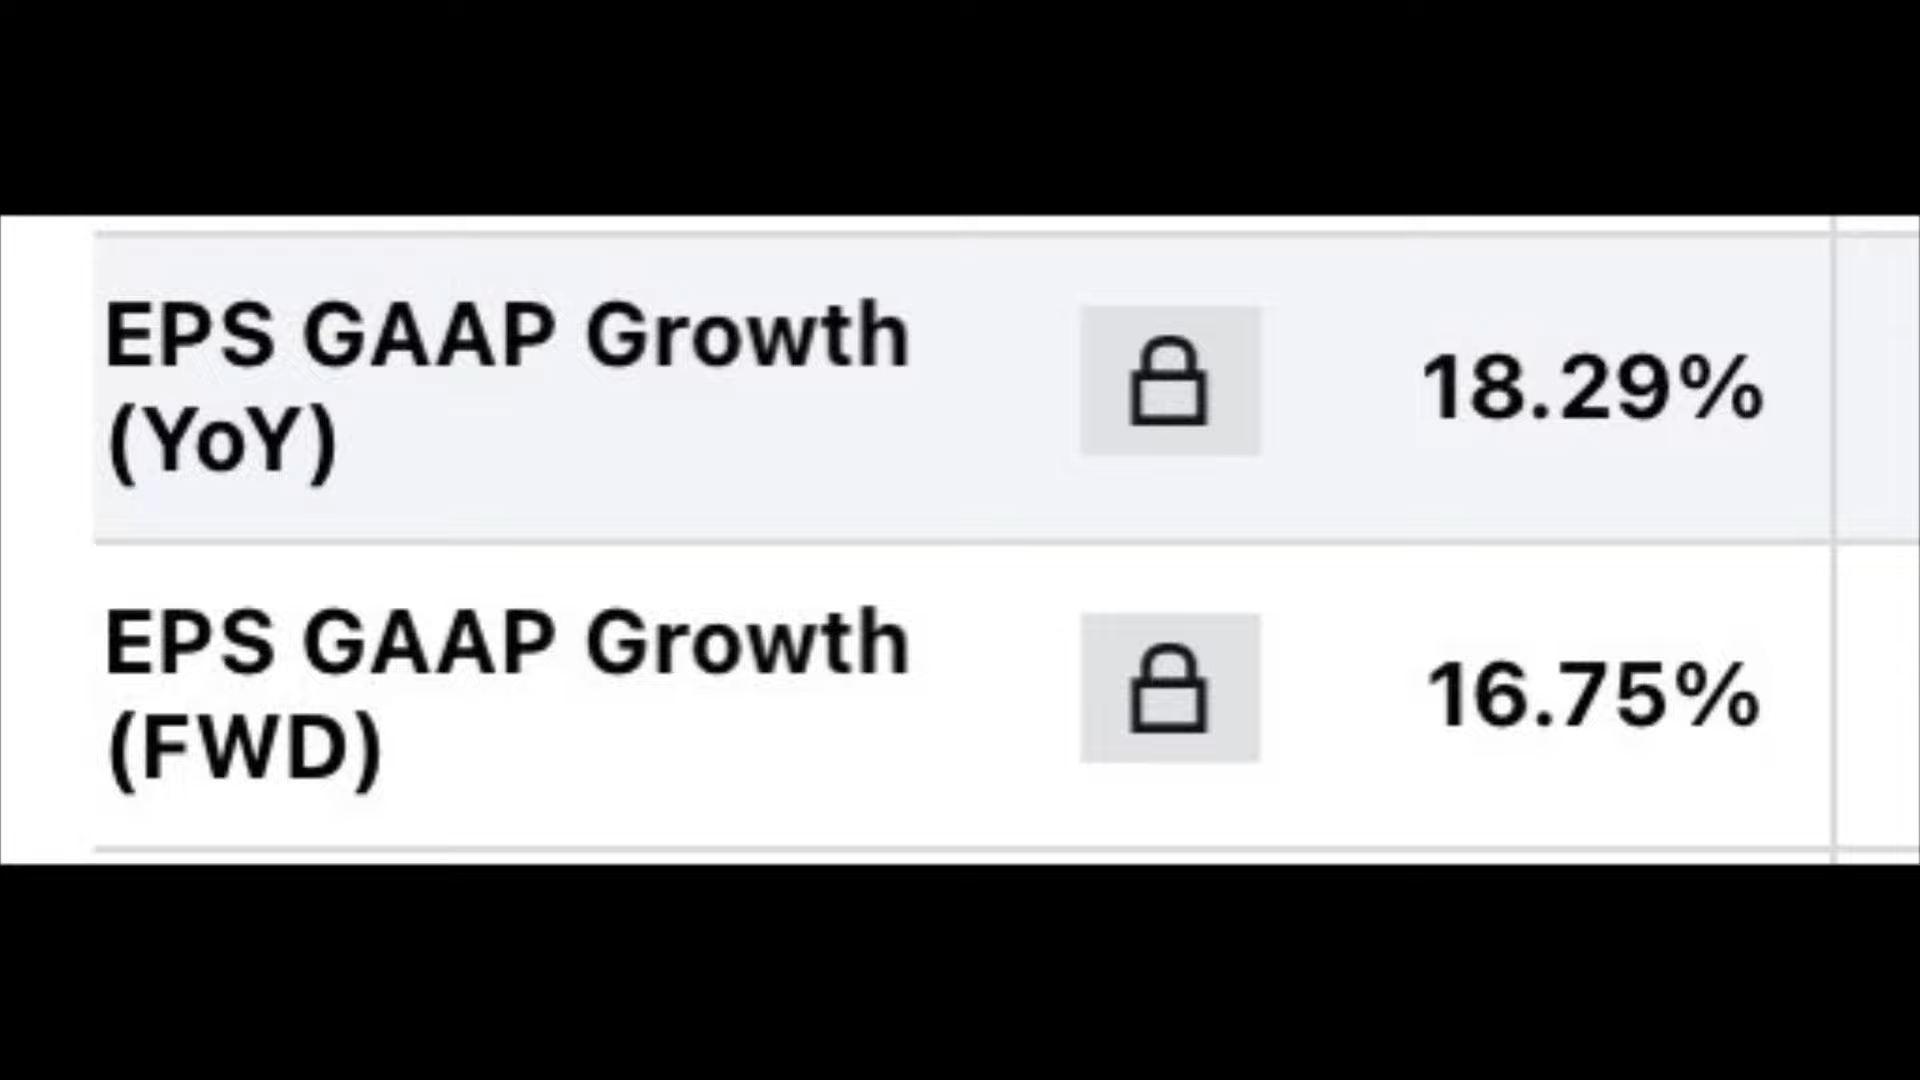 EPS GAAP Growth
(YoY)
18.29%
EPS GAAP Growth
(FWD)
16.75%